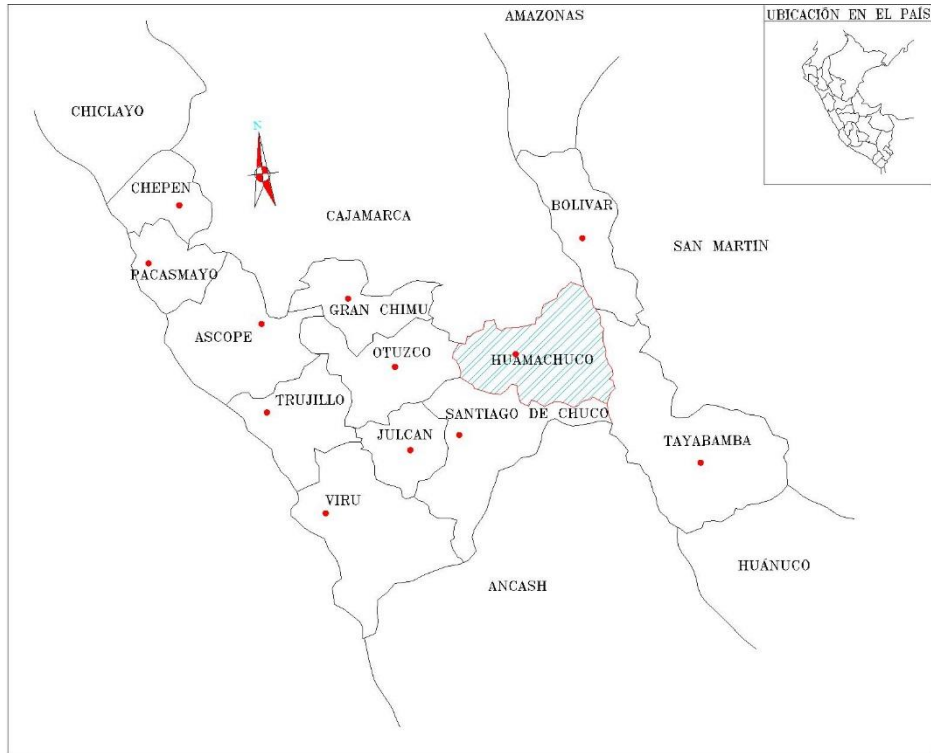 AMAZONAS
UBICACIÓN EN EL PAÍS
CHICLAYO
N
CHEPEN
BOLIVAR
CAJAMARCA
SAN MARTIN
PACASMAYO
GRAN CHIMU
ASCOPE
OTUZCO
HUAMACHUCO
TRUJILLO
SANTIAGO DE CHUCO
JULCAN
TAYABAMBA
VIRU
HUÁNUCO
ANCASH